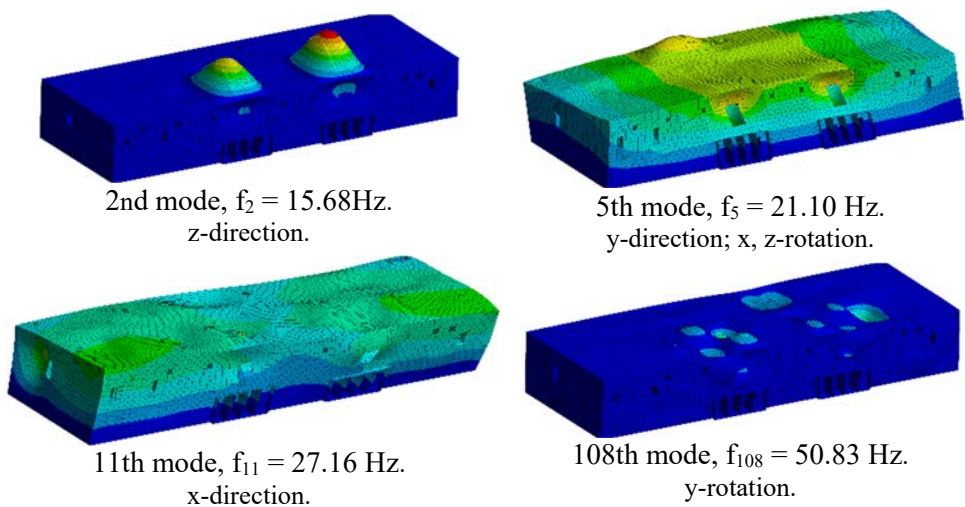 2nd mode, f₂ = 15.68Hz.
z-direction.
5th mode, f₅ = 21.10 Hz.
y-direction; x, z-rotation.
11th mode, f₁₁ = 27.16 Hz.
x-direction.
108th mode, f₁₀₈ = 50.83 Hz.
y-rotation.